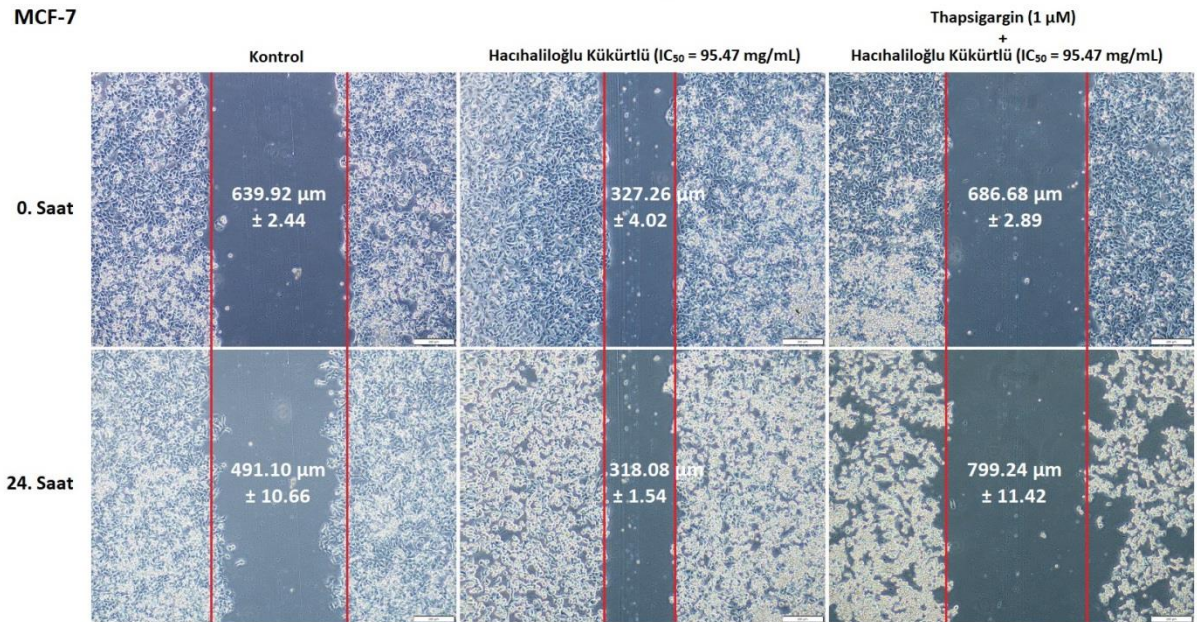 MCF-7
Kontrol
Hacıhaliloğlu Kükürtlü (IC₅₀ = 95.47 mg/mL)
Thapsigargin (1 μM)
+
Hacıhaliloğlu Kükürtlü (IC₅₀ = 95.47 mg/mL)
0. Saat
639.92 μm
± 2.44
327.26 μm
± 4.02
686.68 μm
± 2.89
24. Saat
491.10 μm
± 10.66
318.08 μm
± 1.54
799.24 μm
± 11.42